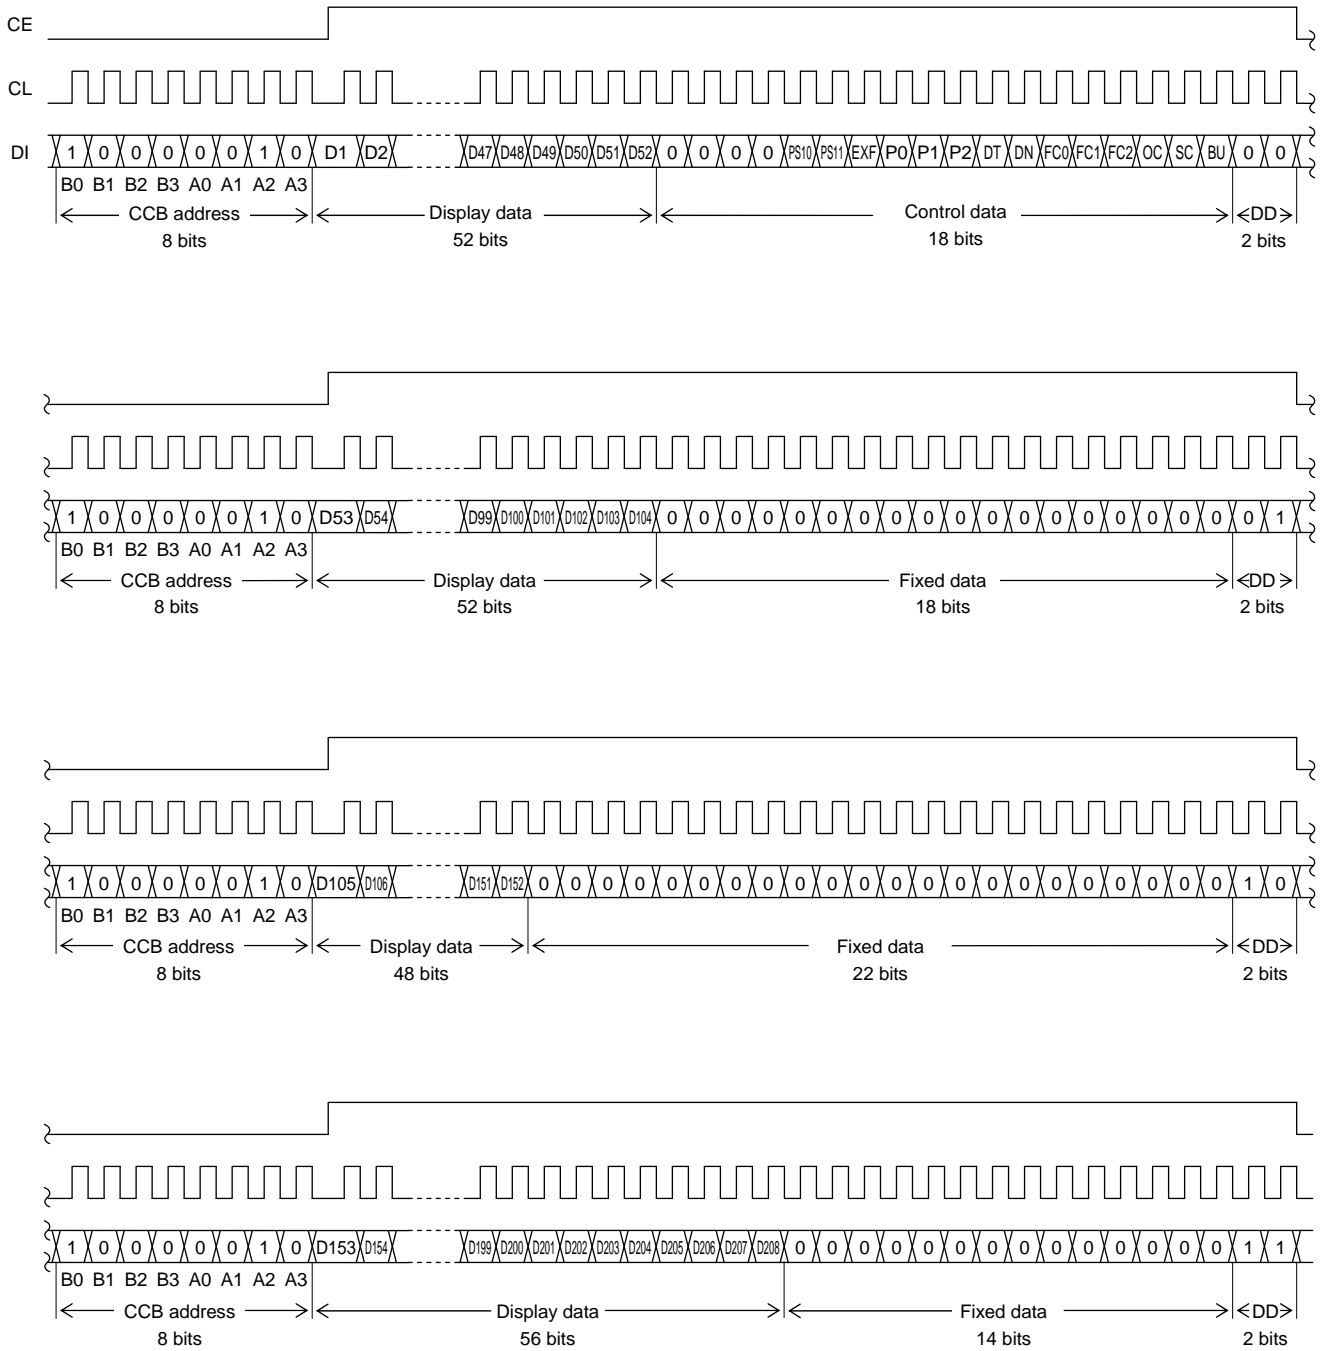 CE
CL
DI 1 0 0 0 0 0 1 0 D1 D2 D47 D48 D49 D50 D51 D52 0 0 0 0 PS10 PS11 EXF P0 P1 P2 DT DN FC0 FC1 FC2 OC SC BU 0 0
B0 B1 B2 B3 A0 A1 A2 A3
CCB address Display data Control data DD
8 bits 52 bits 18 bits 2 bits
1 0 0 0 0 0 1 0 D53 D54 D99 D100 D101 D102 D103 D104 0 0 0 0 0 0 0 0 0 0 0 0 0 0 0 0 0 0 0 1
B0 B1 B2 B3 A0 A1 A2 A3
CCB address Display data Fixed data DD
8 bits 52 bits 18 bits 2 bits
1 0 0 0 0 0 1 0 D105 D106 D151 D152 0 0 0 0 0 0 0 0 0 0 0 0 0 0 0 0 0 0 0 0 0 0 1 0
B0 B1 B2 B3 A0 A1 A2 A3
CCB address Display data Fixed data DD
8 bits 48 bits 22 bits 2 bits
1 0 0 0 0 0 1 0 D153 D154 D199 D200 D201 D202 D203 D204 D205 D206 D207 D208 0 0 0 0 0 0 0 0 0 0 0 0 0 0 1 1
B0 B1 B2 B3 A0 A1 A2 A3
CCB address Display data Fixed data DD
8 bits 56 bits 14 bits 2 bits